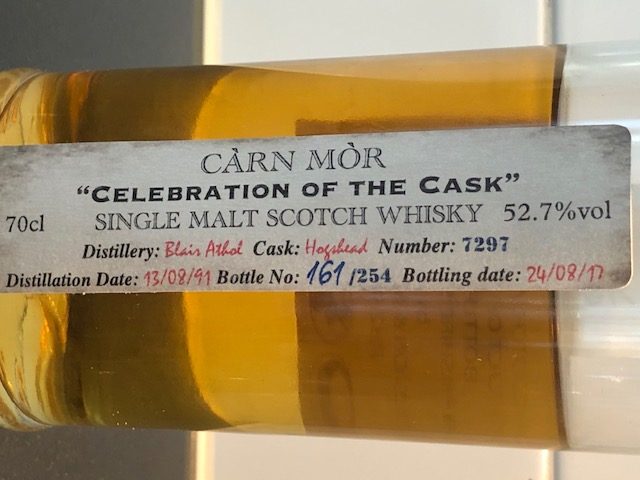 CÀRN MÒR
“CELEBRATION OF THE CASK”
70cl SINGLE MALT SCOTCH WHISKY 52.7%vol
Distillery: Blair Athol Cask: Hogshead Number: 7297
Distillation Date: 13/08/91 Bottle No: 161/254 Bottling date: 24/08/17